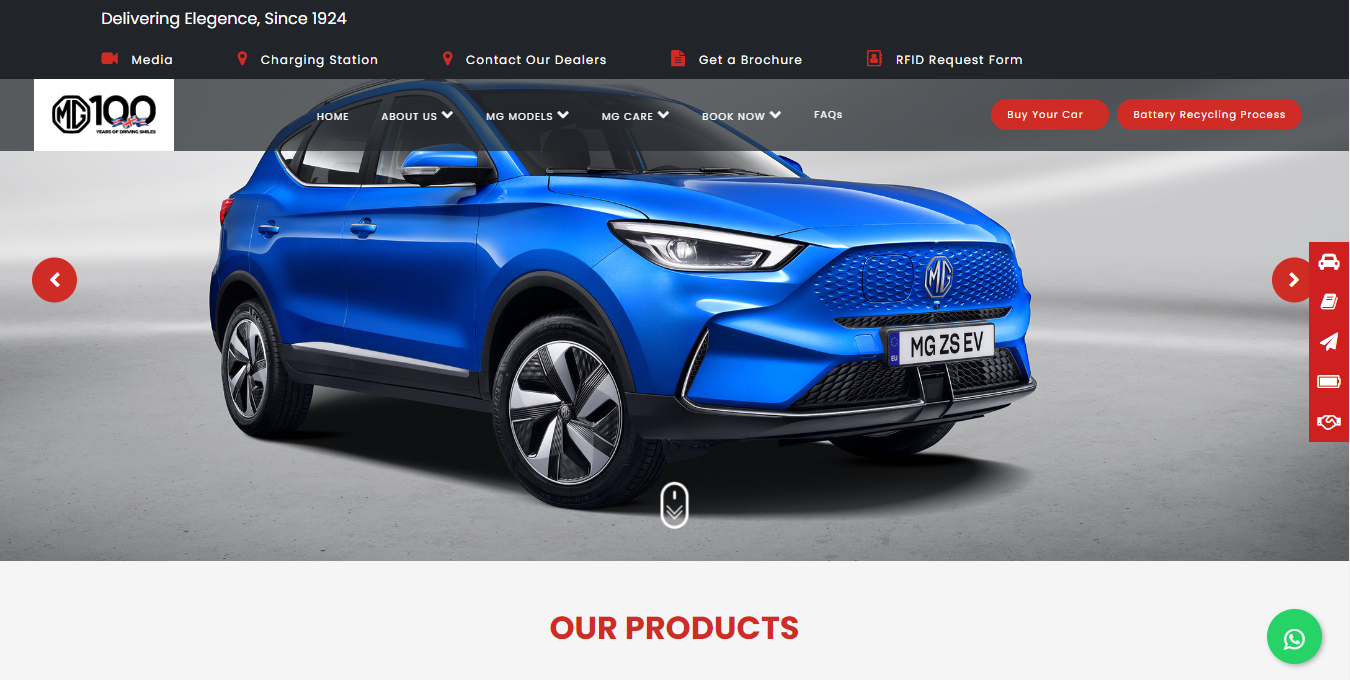 Delivering Elegence, Since 1924
Media Charging Station Contact Our Dealers Get a Brochure RFID Request Form
MG 100
YEARS OF DRIVING SMILES
HOME ABOUT US MG MODELS MG CARE BOOK NOW FAQs Buy Your Car Battery Recycling Process
MG
EU MG ZS EV
OUR PRODUCTS